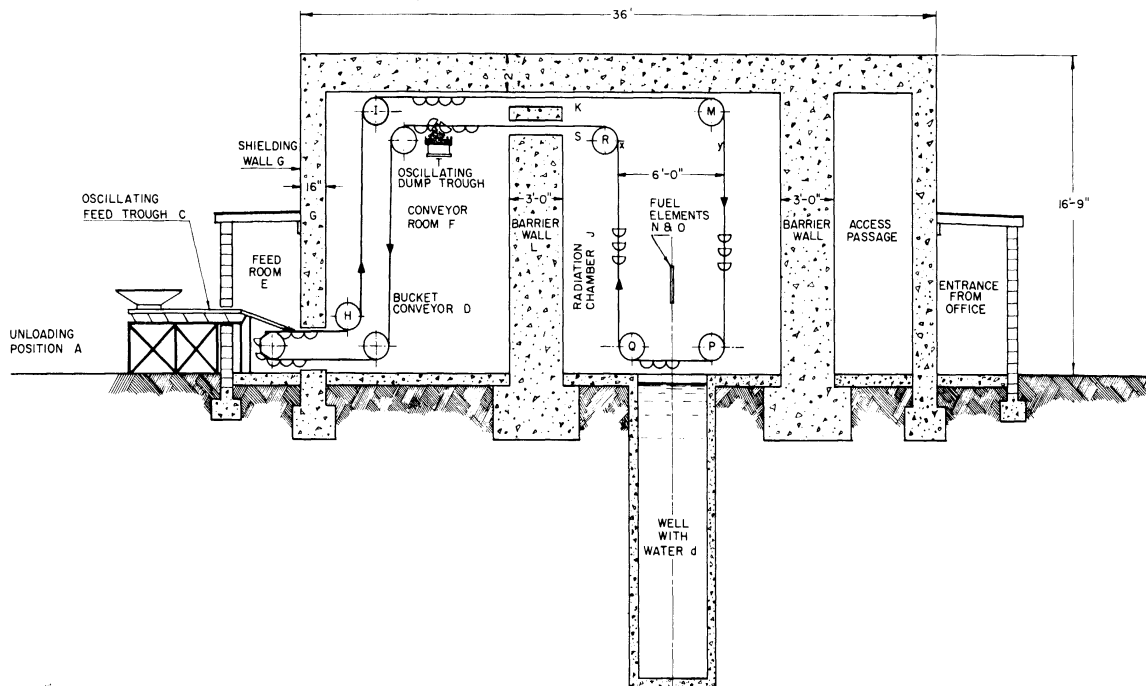 36'
2'
I
K
M
S
R
x
y
SHIELDING
WALL G
16"
G
T
OSCILLATING
DUMP TROUGH
6'-0"
16'-9"
OSCILLATING
FEED TROUGH C
CONVEYOR
ROOM F
3'-0"
BARRIER
WALL
L
RADIATION
CHAMBER J
FUEL
ELEMENTS
N & O
3'-0"
BARRIER
WALL
ACCESS
PASSAGE
FEED
ROOM
E
BUCKET
CONVEYOR D
H
ENTRANCE
FROM
OFFICE
UNLOADING
POSITION A
Q
P
WELL
WITH
WATER d